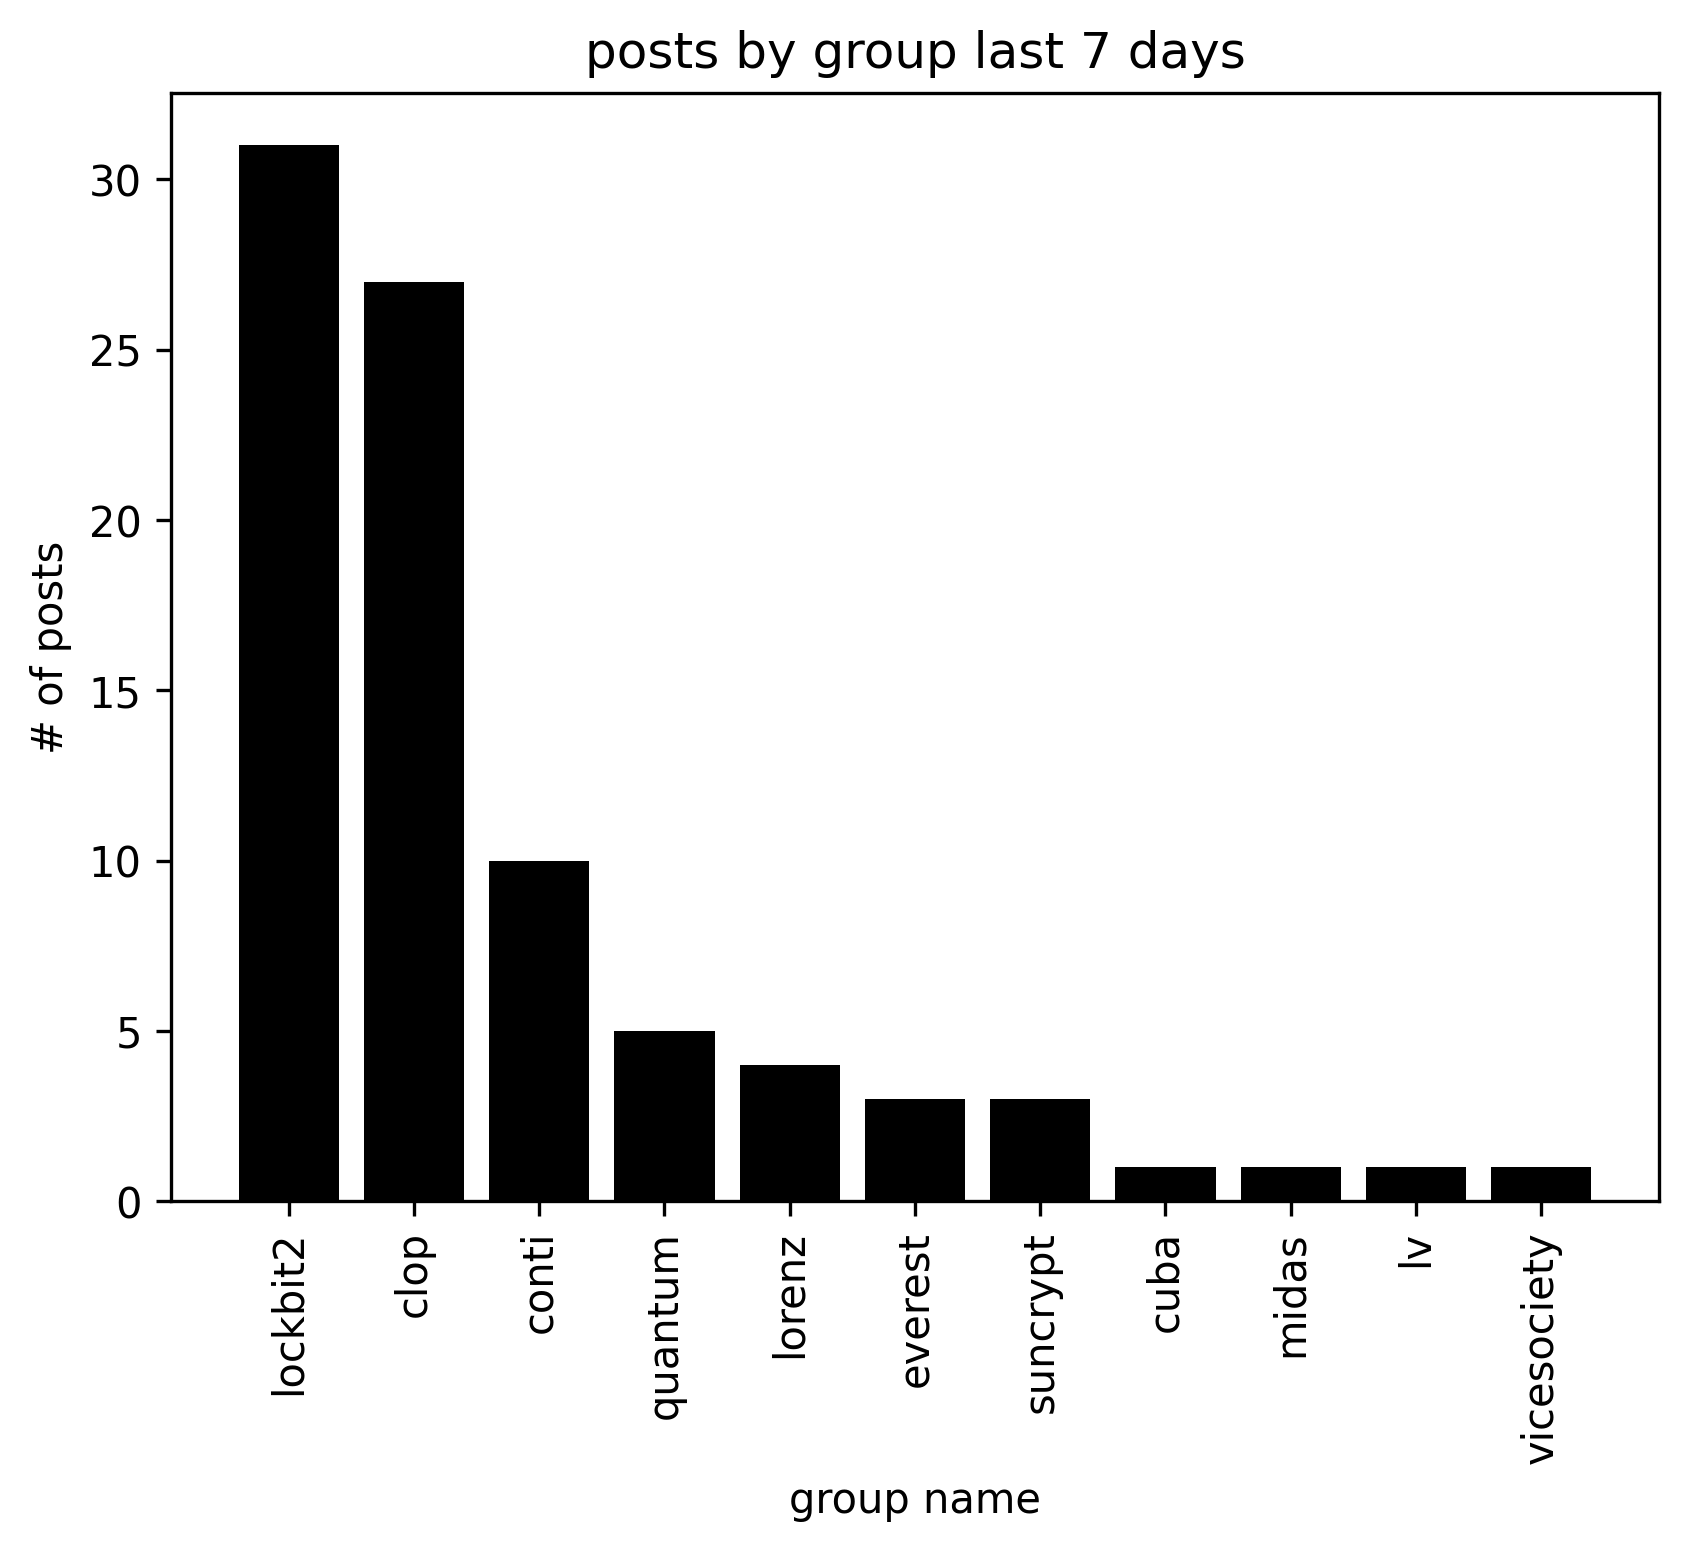 posts by group last 7 days
30
25
20
15
10
5
0
# of posts
lockbit2
clop
conti
quantum
lorenz
everest
suncrypt
cuba
midas
lv
vicesociety
group name